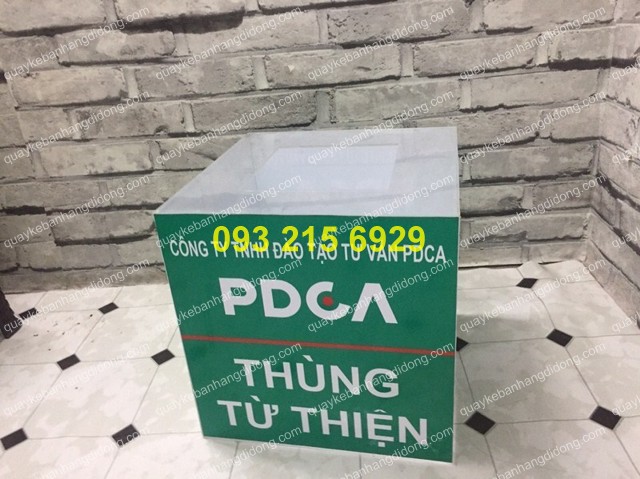 093 215 6929
CÔNG TY TNHH ĐÀO TẠO TƯ VẤN PDCA
PDCA
THÙNG
TỪ THIỆN
quaykebanhangdidong.com